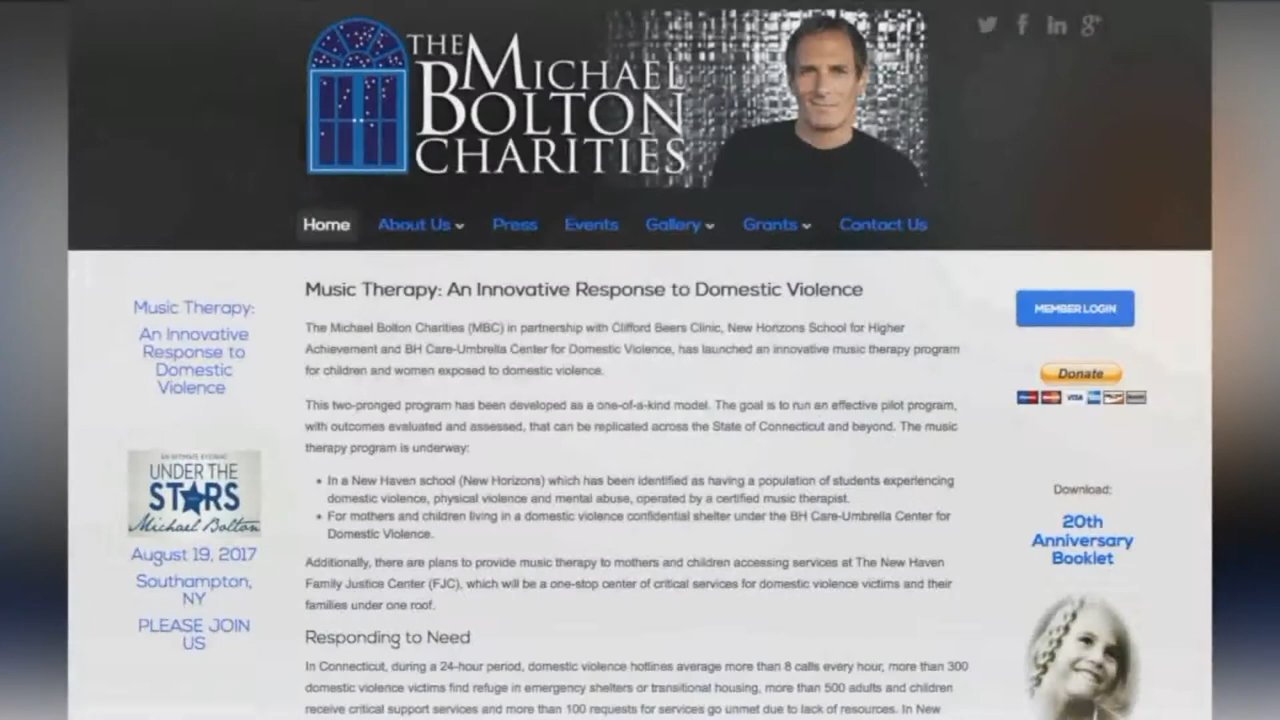 THE MICHAEL
BOLTON
CHARITIES
Home About Us Press Events Gallery Grants Contact Us
Music Therapy:
An Innovative
Response to
Domestic
Violence
AN INTIMATE EVENING
UNDER THE
STARS
Michael Bolton
August 19, 2017
Southampton,
NY
PLEASE JOIN
US
Music Therapy: An Innovative Response to Domestic Violence
The Michael Bolton Charities (MBC) in partnership with Clifford Beers Clinic, New Horizons School for Higher
Achievement and BH Care-Umbrella Center for Domestic Violence, has launched an innovative music therapy program
for children and women exposed to domestic violence.
This two-pronged program has been developed as a one-of-a-kind model. The goal is to run an effective pilot program,
with outcomes evaluated and assessed, that can be replicated across the State of Connecticut and beyond. The music
therapy program is underway:
• In a New Haven school (New Horizons) which has been identified as having a population of students experiencing
domestic violence, physical violence and mental abuse, operated by a certified music therapist.
• For mothers and children living in a domestic violence confidential shelter under the BH Care-Umbrella Center for
Domestic Violence.
Additionally, there are plans to provide music therapy to mothers and children accessing services at The New Haven
Family Justice Center (FJC), which will be a one-stop center of critical services for domestic violence victims and their
families under one roof.
Responding to Need
In Connecticut, during a 24-hour period, domestic violence hotlines average more than 8 calls every hour, more than 300
domestic violence victims find refuge in emergency shelters or transitional housing, more than 500 adults and children
receive critical support services and more than 100 requests for services go unmet due to lack of resources. In New
MEMBER LOGIN
Donate
VISA
Download:
20th
Anniversary
Booklet